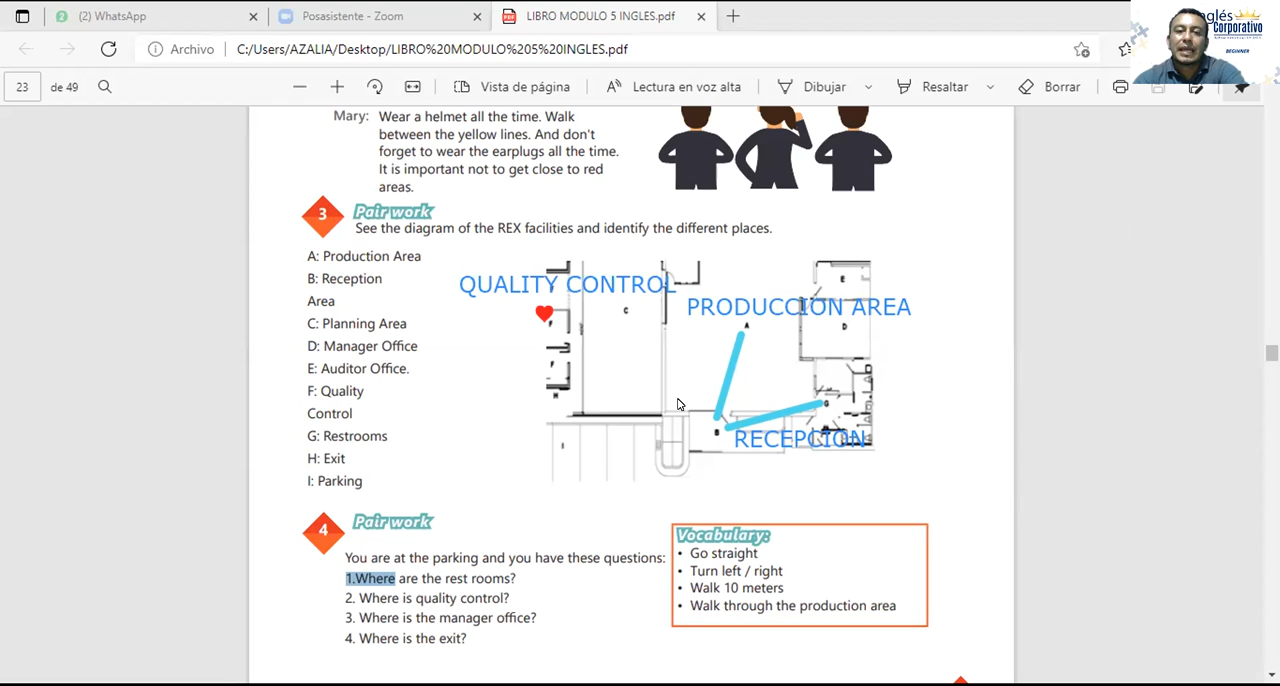 (2) WhatsApp
Posasistente - Zoom
LIBRO MODULO 5 INGLES.pdf
Inglés
Corporativo
BEGINNER
Archivo
C:/Users/AZALIA/Desktop/LIBRO%20MODULO%205%20INGLES.pdf
23
de 49
Vista de página
Lectura en voz alta
Dibujar
Resaltar
Borrar
Mary: Wear a helmet all the time. Walk
between the yellow lines. And don't
forget to wear the earplugs all the time.
It is important not to get close to red
areas.
3
Pair work
See the diagram of the REX facilities and identify the different places.
A: Production Area
B: Reception
Area
C: Planning Area
D: Manager Office
E: Auditor Office.
F: Quality
Control
G: Restrooms
H: Exit
I: Parking
QUALITY CONTROL
PRODUCCION AREA
RECEPCION
E
C
A
D
F
F
H
G
B
I
4
Pair work
You are at the parking and you have these questions:
1.Where are the rest rooms?
2. Where is quality control?
3. Where is the manager office?
4. Where is the exit?
Vocabulary:
• Go straight
• Turn left / right
• Walk 10 meters
• Walk through the production area